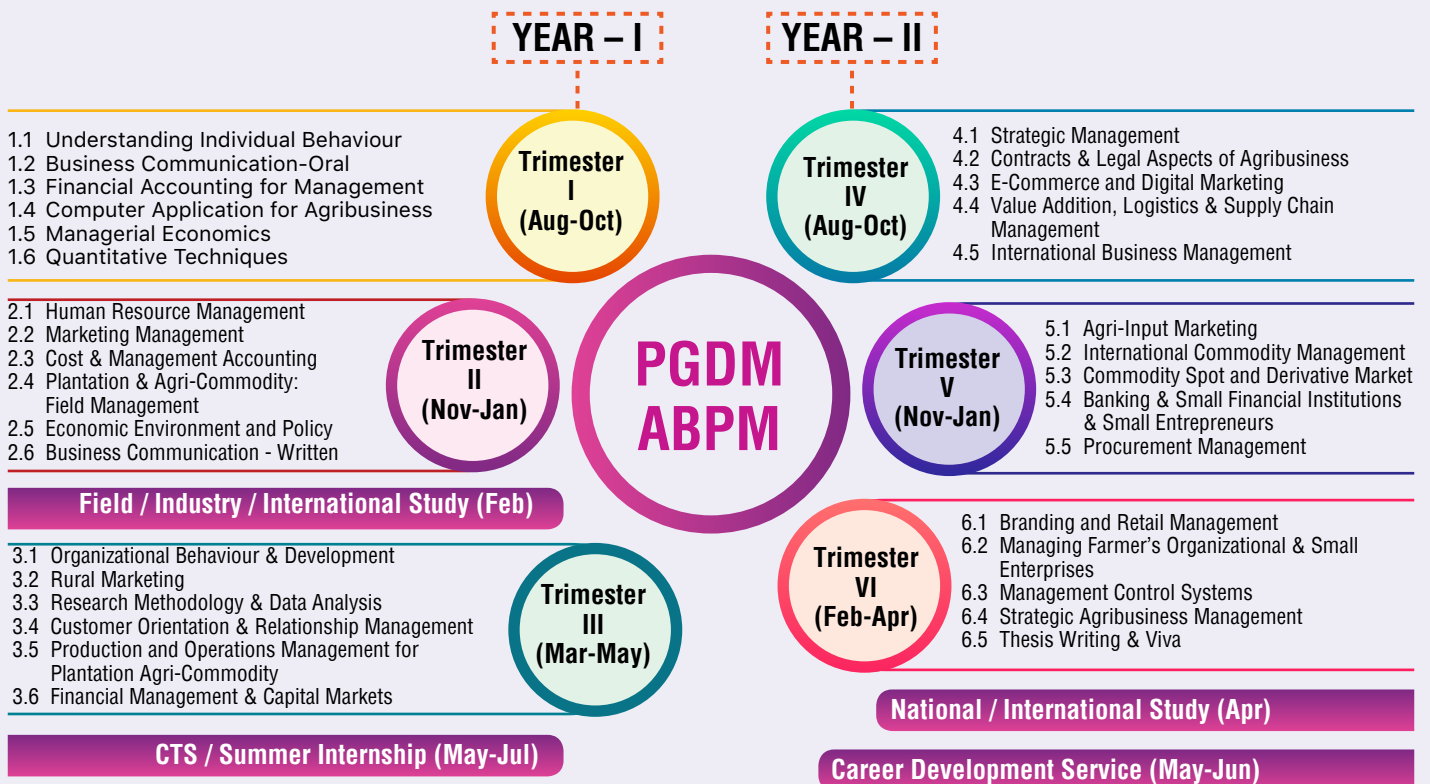 YEAR – I
Trimester
I
(Aug-Oct)
1.1 Understanding Individual Behaviour
1.2 Business Communication-Oral
1.3 Financial Accounting for Management
1.4 Computer Application for Agribusiness
1.5 Managerial Economics
1.6 Quantitative Techniques
Trimester
II
(Nov-Jan)
2.1 Human Resource Management
2.2 Marketing Management
2.3 Cost & Management Accounting
2.4 Plantation & Agri-Commodity:
Field Management
2.5 Economic Environment and Policy
2.6 Business Communication - Written
Field / Industry / International Study (Feb)
Trimester
III
(Mar-May)
3.1 Organizational Behaviour & Development
3.2 Rural Marketing
3.3 Research Methodology & Data Analysis
3.4 Customer Orientation & Relationship Management
3.5 Production and Operations Management for
Plantation Agri-Commodity
3.6 Financial Management & Capital Markets
CTS / Summer Internship (May-Jul)
PGDM
ABPM
YEAR – II
Trimester
IV
(Aug-Oct)
4.1 Strategic Management
4.2 Contracts & Legal Aspects of Agribusiness
4.3 E-Commerce and Digital Marketing
4.4 Value Addition, Logistics & Supply Chain
Management
4.5 International Business Management
Trimester
V
(Nov-Jan)
5.1 Agri-Input Marketing
5.2 International Commodity Management
5.3 Commodity Spot and Derivative Market
5.4 Banking & Small Financial Institutions
& Small Entrepreneurs
5.5 Procurement Management
Trimester
VI
(Feb-Apr)
6.1 Branding and Retail Management
6.2 Managing Farmer's Organizational & Small
Enterprises
6.3 Management Control Systems
6.4 Strategic Agribusiness Management
6.5 Thesis Writing & Viva
National / International Study (Apr)
Career Development Service (May-Jun)